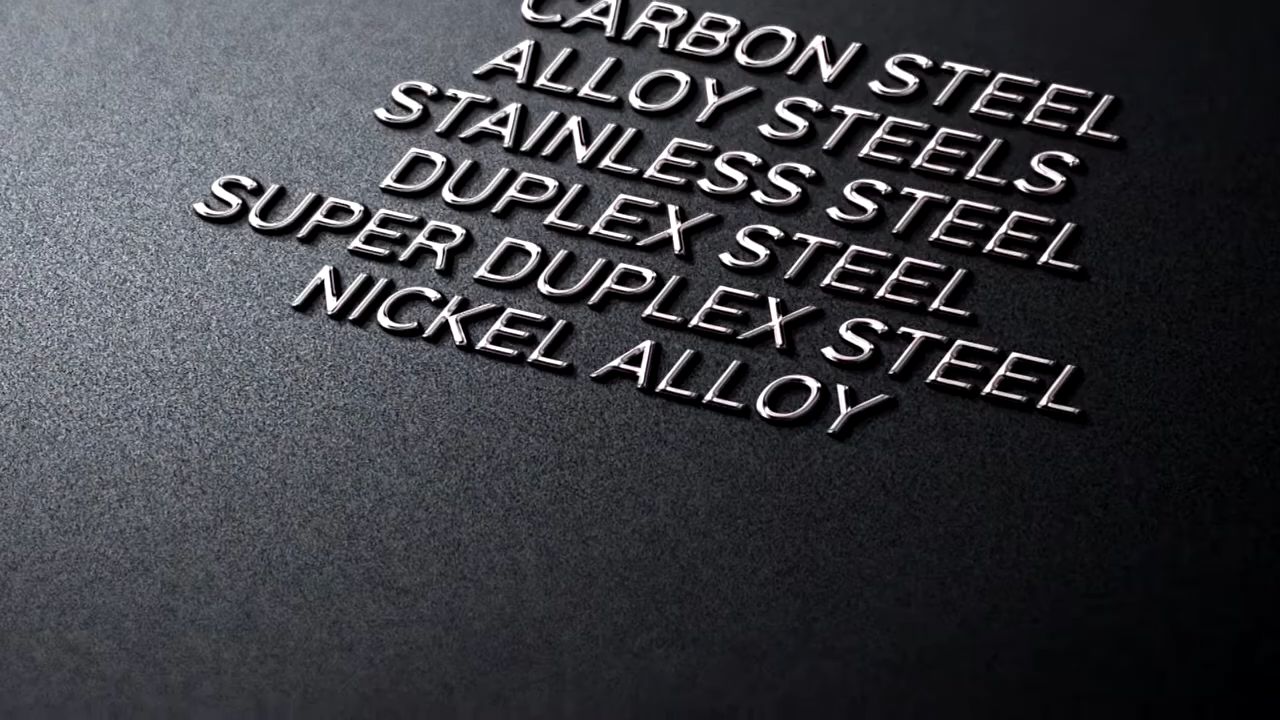 CARBON STEEL
ALLOY STEELS
STAINLESS STEEL
DUPLEX STEEL
SUPER DUPLEX STEEL
NICKEL ALLOY